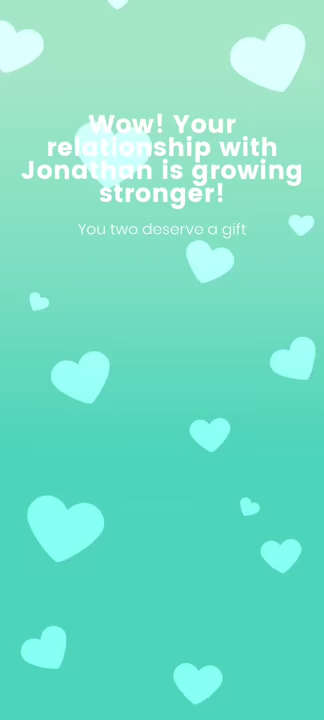 Wow! Your
relationship with
Jonathan is growing
stronger!
You two deserve a gift